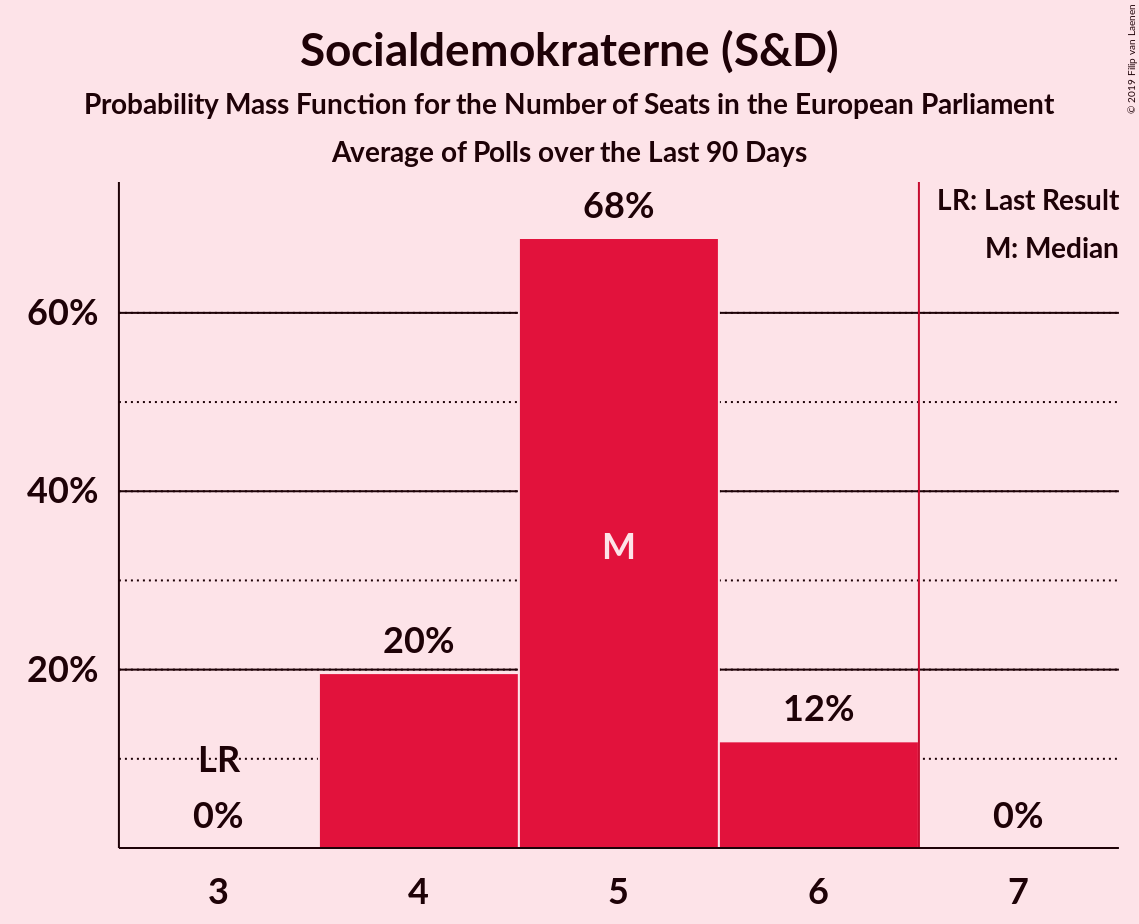 Socialdemokraterne (S&D)
Probability Mass Function for the Number of Seats in the European Parliament
Average of Polls over the Last 90 Days
© 2019 Filip van Laenen
LR: Last Result
M: Median
68%
60%
40%
M
20%
20%
12%
LR
0%
0%
3 4 5 6 7